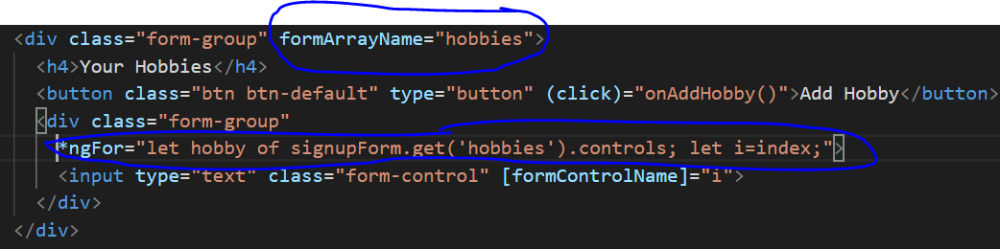 <div class="form-group" formArrayName="hobbies">
<h4>Your Hobbies</h4>
<button class="btn btn-default" type="button" (click)="onAddHobby()">Add Hobby</button>
<div class="form-group"
*ngFor="let hobby of signupForm.get('hobbies').controls; let i=index;">
<input type="text" class="form-control" [formControlName]="i">
</div>
</div>